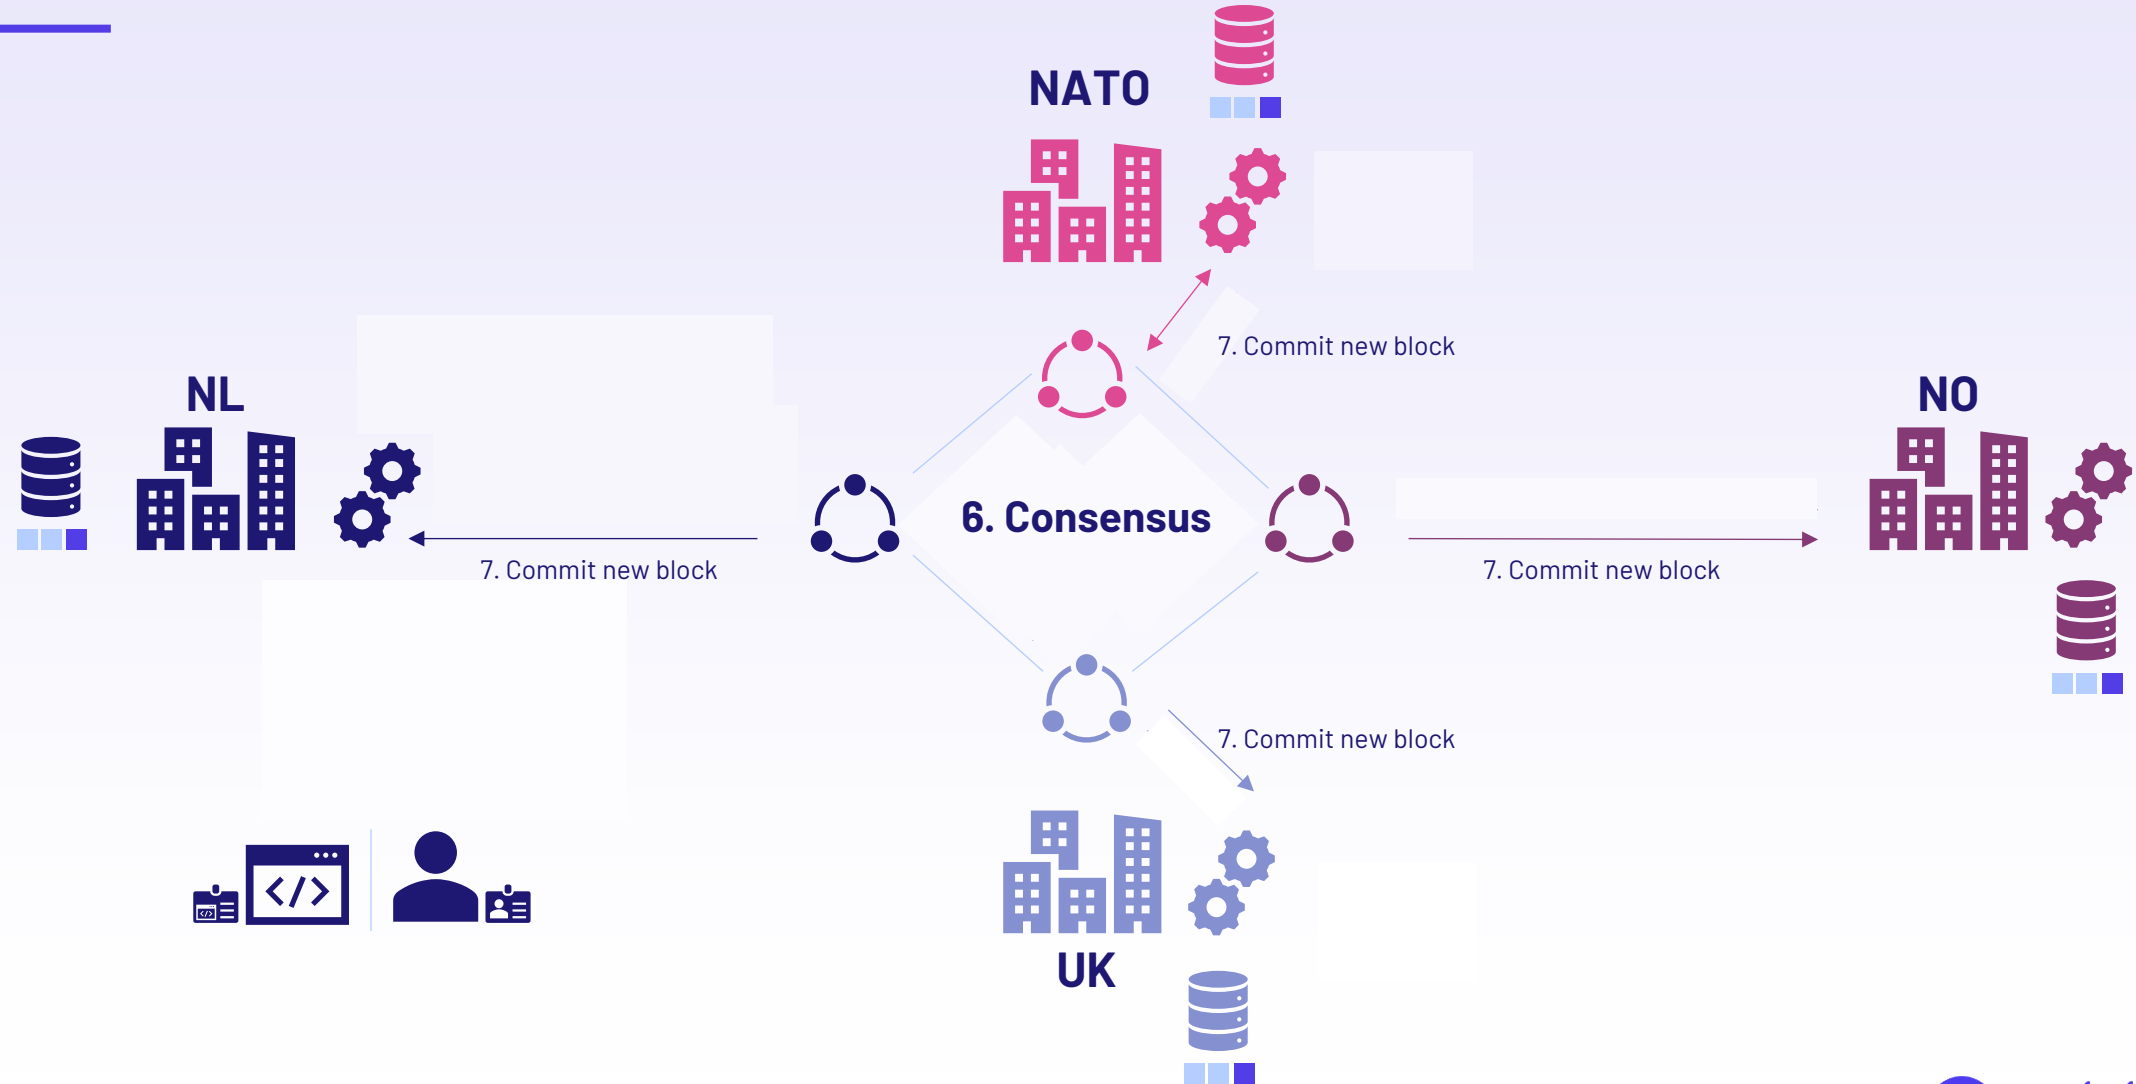 NATO
7. Commit new block
NL
NO
6. Consensus
7. Commit new block
7. Commit new block
7. Commit new block
UK